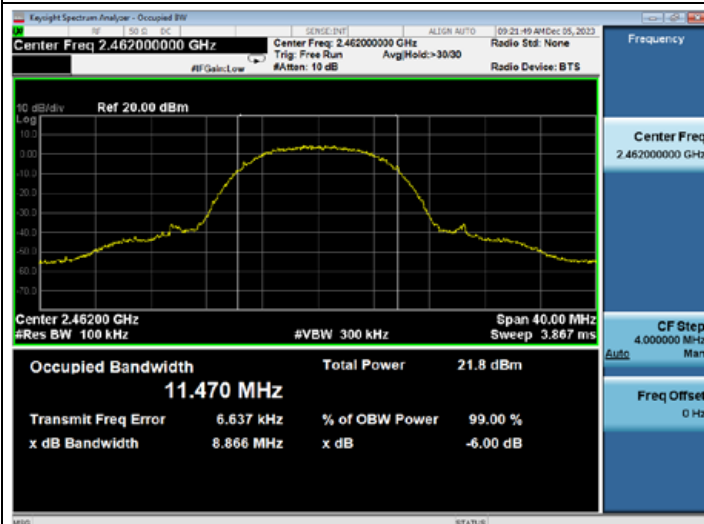 Keysight Spectrum Analyzer - Occupied BW
RF 50 Ω DC SENSE:INT ALIGN AUTO 09:21:49 AM Dec 05, 2023
Center Freq 2.462000000 GHz
Center Freq: 2.462000000 GHz Radio Std: None
Trig: Free Run Avg|Hold:>30/30
#IFGain:Low #Atten: 10 dB Radio Device: BTS
Frequency
10 dB/div Ref 20.00 dBm
Log
10.0
0.00
-10.0
-20.0
-30.0
-40.0
-50.0
-60.0
-70.0
Center 2.46200 GHz Span 40.00 MHz
#Res BW 100 kHz #VBW 300 kHz Sweep 3.867 ms
Occupied Bandwidth Total Power 21.8 dBm
11.470 MHz
Transmit Freq Error 6.637 kHz % of OBW Power 99.00 %
x dB Bandwidth 8.866 MHz x dB -6.00 dB
Center Freq
2.462000000 GHz
CF Step
4.000000 MHz
Auto Man
Freq Offset
0 Hz
MSG STATUS